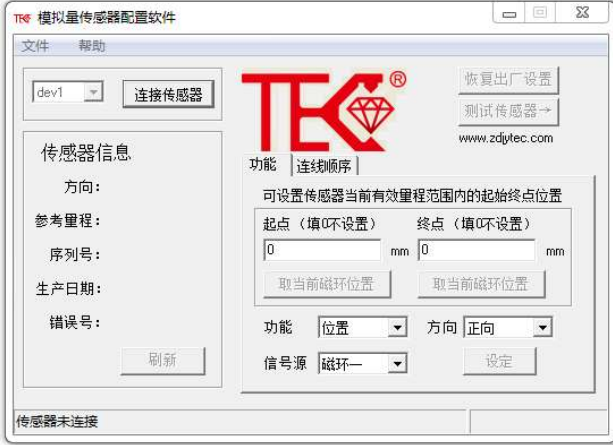 TEC 模拟量传感器配置软件
文件 帮助
dev1 连接传感器
传感器信息
方向：
参考量程：
序列号：
生产日期：
错误号：
刷新
TEC®
恢复出厂设置
测试传感器→
www.zdjytec.com
功能 连线顺序
可设置传感器当前有效量程范围内的起始终点位置
起点（填0不设置） 终点（填0不设置）
0 mm 0 mm
取当前磁环位置 取当前磁环位置
功能 位置 方向 正向
信号源 磁环一 设定
传感器未连接